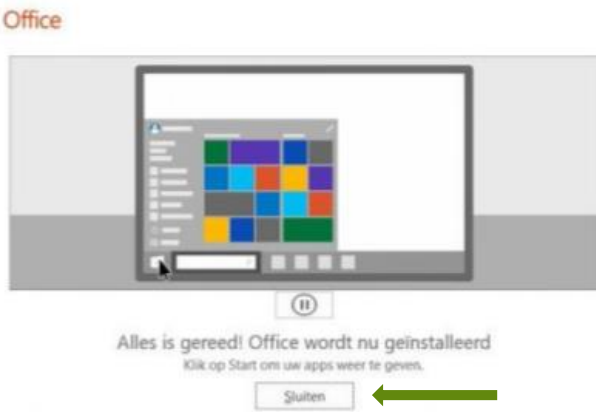 Office
Alles is gereed! Office wordt nu geïnstalleerd
Klik op Start om uw apps weer te geven.
Sluiten